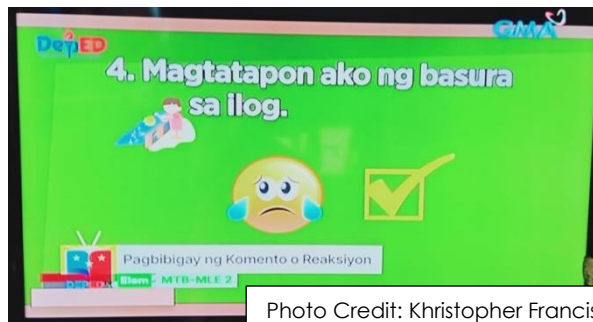 DepED
GMA
4. Magtatapon ako ng basura
sa ilog.
Pagbibigay ng Komento o Reaksiyon
DEPED
Elem - MTB-MLE 2
Photo Credit: Khristopher Francis